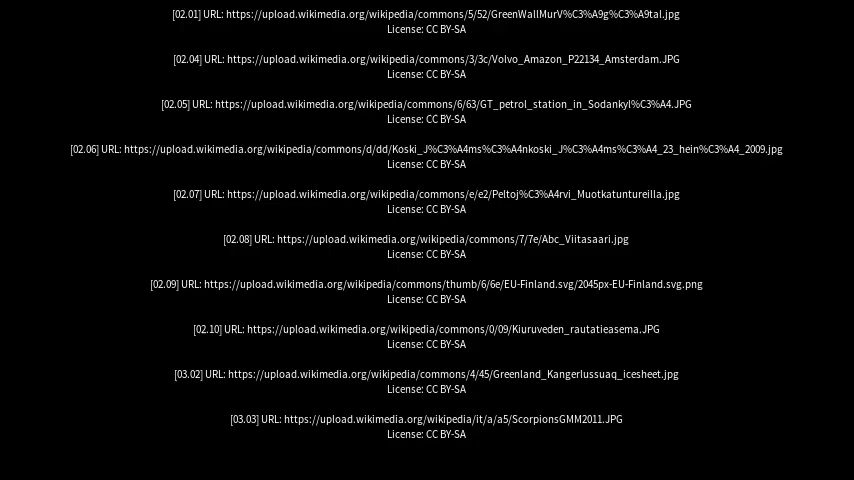 [02.01] URL: https://upload.wikimedia.org/wikipedia/commons/5/52/GreenWallMurV%C3%A9g%C3%A9tal.jpg
License: CC BY-SA
[02.04] URL: https://upload.wikimedia.org/wikipedia/commons/3/3c/Volvo_Amazon_P22134_Amsterdam.JPG
License: CC BY-SA
[02.05] URL: https://upload.wikimedia.org/wikipedia/commons/6/63/GT_petrol_station_in_Sodankyl%C3%A4.JPG
License: CC BY-SA
[02.06] URL: https://upload.wikimedia.org/wikipedia/commons/d/dd/Koski_J%C3%A4ms%C3%A4nkoski_J%C3%A4ms%C3%A4_23_hein%C3%A4_2009.jpg
License: CC BY-SA
[02.07] URL: https://upload.wikimedia.org/wikipedia/commons/e/e2/Peltoj%C3%A4rvi_Muotkatuntureilla.jpg
License: CC BY-SA
[02.08] URL: https://upload.wikimedia.org/wikipedia/commons/7/7e/Abc_Viitasaari.jpg
License: CC BY-SA
[02.09] URL: https://upload.wikimedia.org/wikipedia/commons/thumb/6/6e/EU-Finland.svg/2045px-EU-Finland.svg.png
License: CC BY-SA
[02.10] URL: https://upload.wikimedia.org/wikipedia/commons/0/09/Kiuruveden_rautatieasema.JPG
License: CC BY-SA
[03.02] URL: https://upload.wikimedia.org/wikipedia/commons/4/45/Greenland_Kangerlussuaq_icesheet.jpg
License: CC BY-SA
[03.03] URL: https://upload.wikimedia.org/wikipedia/it/a/a5/ScorpionsGMM2011.JPG
License: CC BY-SA